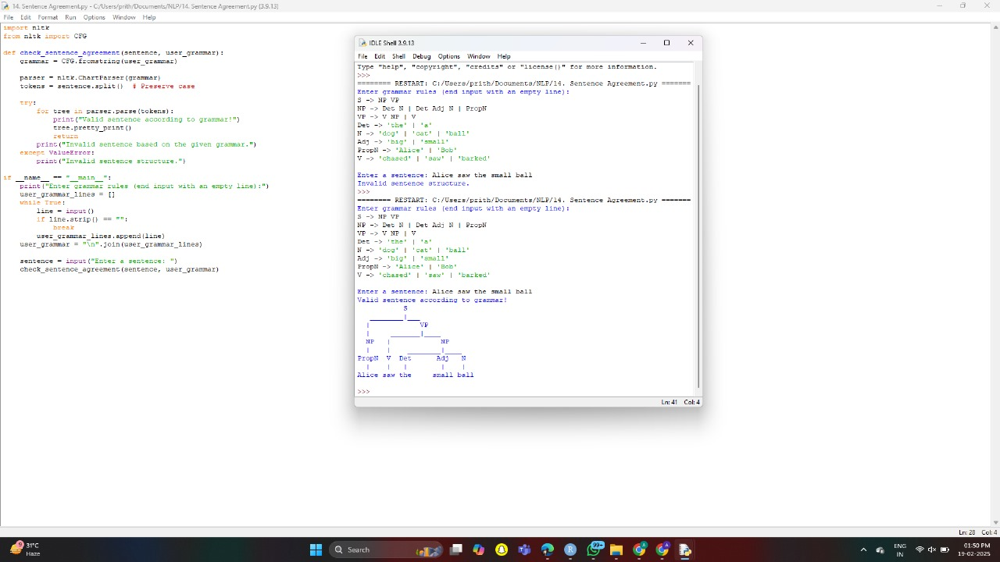 14. Sentence Agreement.py - C:/Users/prith/Documents/NLP/14. Sentence Agreement.py (3.9.13)
File Edit Format Run Options Window Help
import nltk
from nltk import CFG
def check_sentence_agreement(sentence, user_grammar):
grammar = CFG.fromstring(user_grammar)
parser = nltk.ChartParser(grammar)
tokens = sentence.split()  # Preserve case
try:
for tree in parser.parse(tokens):
print("Valid sentence according to grammar!")
tree.pretty_print()
return
print("Invalid sentence based on the given grammar.")
except ValueError:
print("Invalid sentence structure.")
if __name__ == "__main__":
print("Enter grammar rules (end input with an empty line):")
user_grammar_lines = []
while True:
line = input()
if line.strip() == "":
break
user_grammar_lines.append(line)
user_grammar = "\n".join(user_grammar_lines)
sentence = input("Enter a sentence: ")
check_sentence_agreement(sentence, user_grammar)
IDLE Shell 3.9.13
File Edit Shell Debug Options Window Help
Type "help", "copyright", "credits" or "license()" for more information.
>>>
======== RESTART: C:/Users/prith/Documents/NLP/14. Sentence Agreement.py =======
Enter grammar rules (end input with an empty line):
S -> NP VP
NP -> Det N | Det Adj N | PropN
VP -> V NP | V
Det -> 'the' | 'a'
N -> 'dog' | 'cat' | 'ball'
Adj -> 'big' | 'small'
PropN -> 'Alice' | 'Bob'
V -> 'chased' | 'saw' | 'barked'
Enter a sentence: Alice saw the small ball
Invalid sentence structure.
>>>
======== RESTART: C:/Users/prith/Documents/NLP/14. Sentence Agreement.py =======
Enter grammar rules (end input with an empty line):
S -> NP VP
NP -> Det N | Det Adj N | PropN
VP -> V NP | V
Det -> 'the' | 'a'
N -> 'dog' | 'cat' | 'ball'
Adj -> 'big' | 'small'
PropN -> 'Alice' | 'Bob'
V -> 'chased' | 'saw' | 'barked'
Enter a sentence: Alice saw the small ball
Valid sentence according to grammar!
S
VP
NP NP
PropN V Det Adj N
Alice saw the small ball
>>>
Ln: 41 Col: 4
Ln: 28 Col: 4
9
31°C
Haze
Search
99+
ENG
IN
01:50 PM
19-02-2025